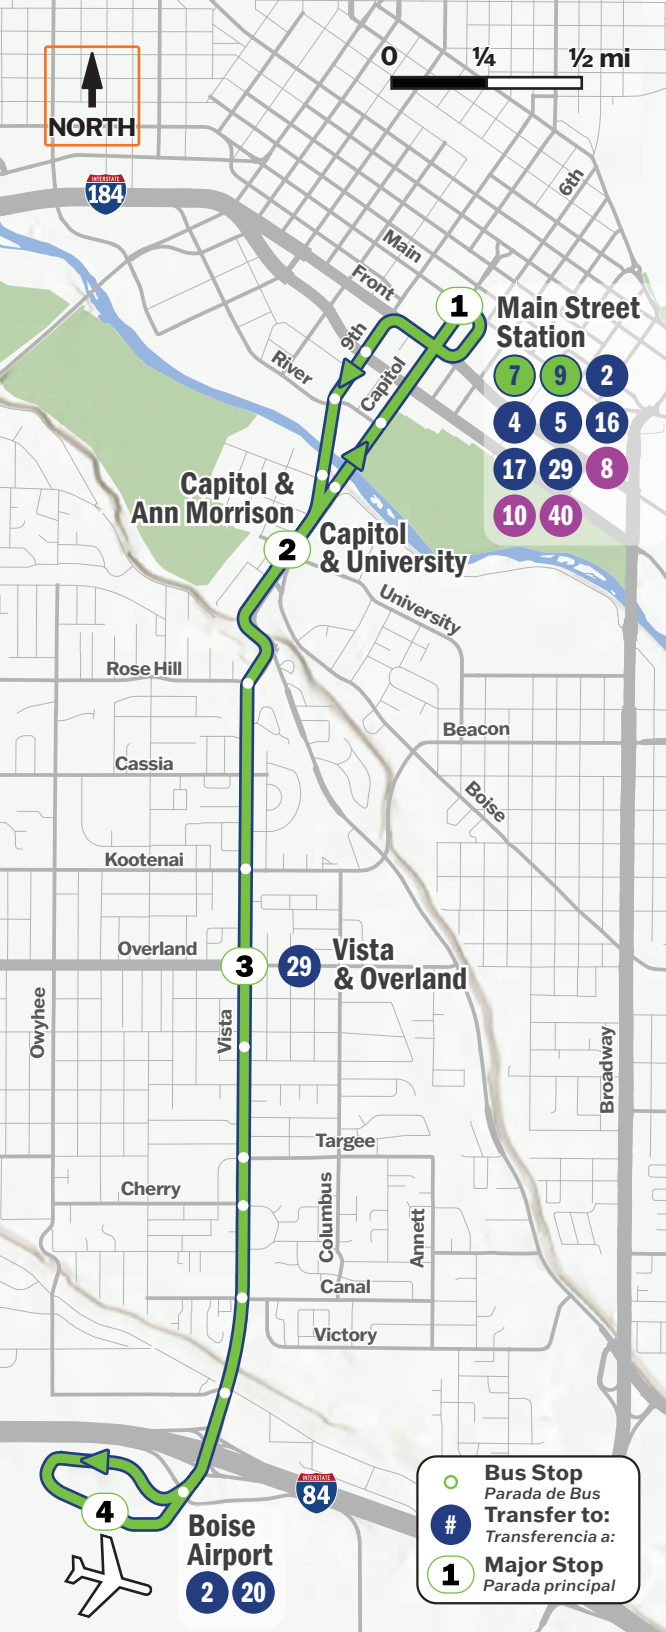 0 ¼ ½ mi
NORTH
INTERSTATE
184
6th
Main
Front
1
Main Street
Station
7 9 2
4 5 16
17 29 8
10 40
9th
River
Capitol
Capitol &
Ann Morrison
2
Capitol
& University
University
Rose Hill
Beacon
Cassia
Boise
Kootenai
Overland
3
29
Vista
& Overland
Owyhee
Vista
Broadway
Targee
Cherry
Columbus
Annett
Canal
Victory
INTERSTATE
84
4
Boise
Airport
2 20
Bus Stop
Parada de Bus
#
Transfer to:
Transferencia a:
1
Major Stop
Parada principal